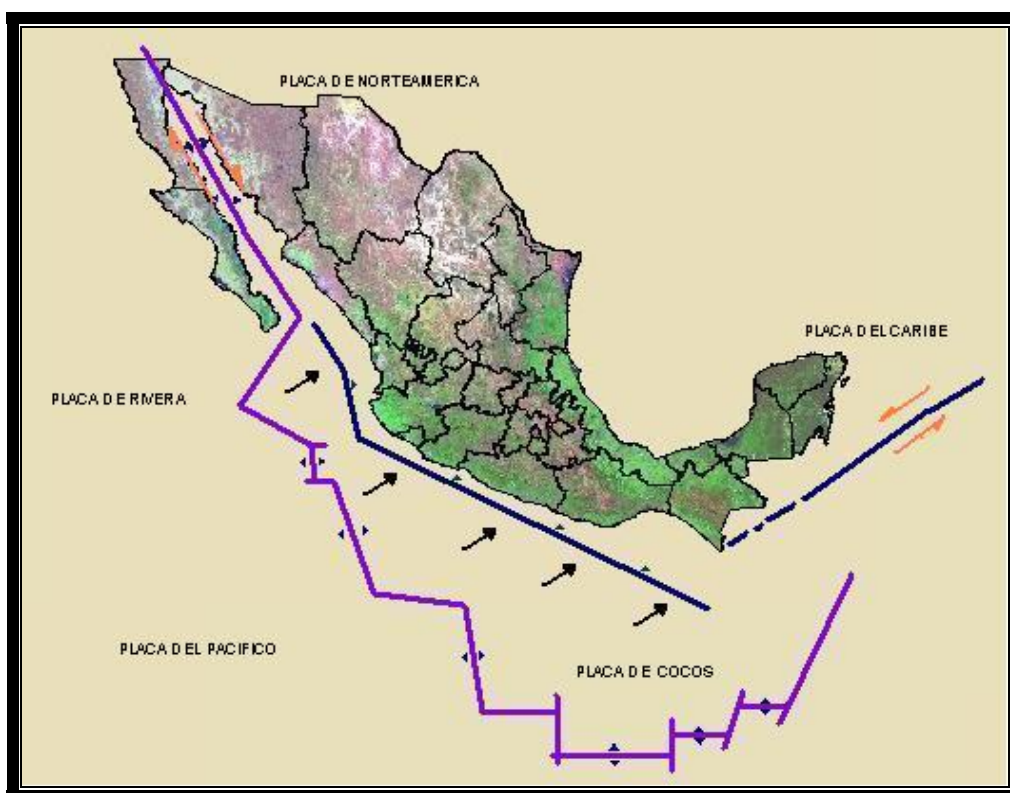 PLACA DE NORTEAMERICA
PLACA DEL CARIBE
PLACA DE RIVERA
PLACA DEL PACIFICO
PLACA DE COCOS